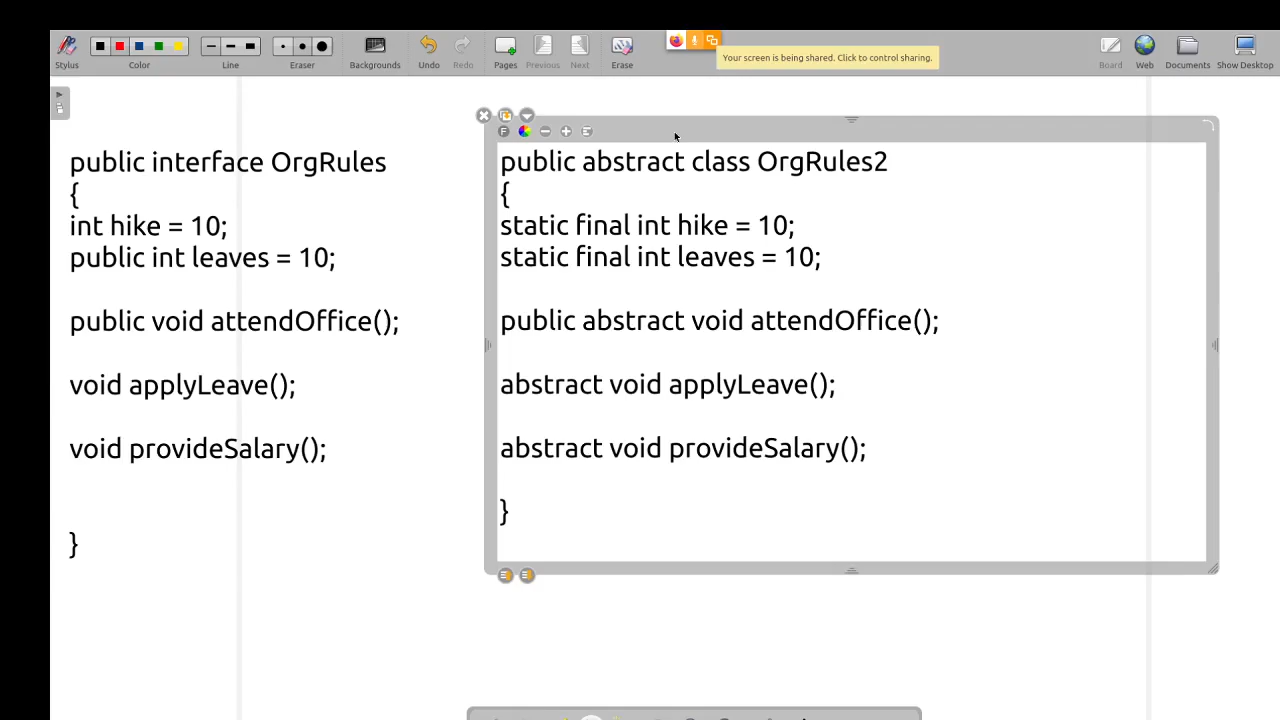 Stylus
Color
Line
Eraser
Backgrounds
Undo
Redo
Pages
Previous
Next
Erase
Your screen is being shared. Click to control sharing.
Board
Web
Documents
Show Desktop
public interface OrgRules
{
int hike = 10;
public int leaves = 10;
public void attendOffice();
void applyLeave();
void provideSalary();
}
F
public abstract class OrgRules2
{
static final int hike = 10;
static final int leaves = 10;
public abstract void attendOffice();
abstract void applyLeave();
abstract void provideSalary();
}